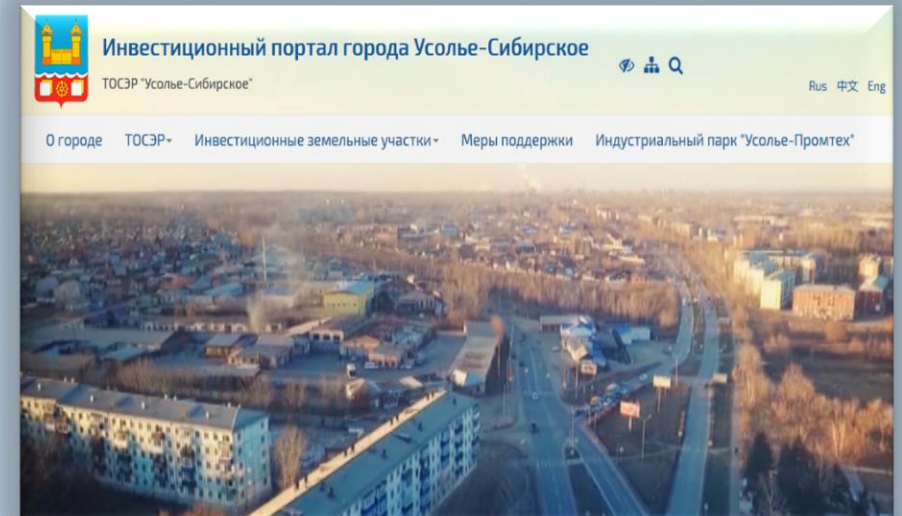 Инвестиционный портал города Усолье-Сибирское
ТОСЭР "Усолье-Сибирское"
Rus 中文 Eng
О городе ТОСЭР Инвестиционные земельные участки Меры поддержки Индустриальный парк "Усолье-Промтех"